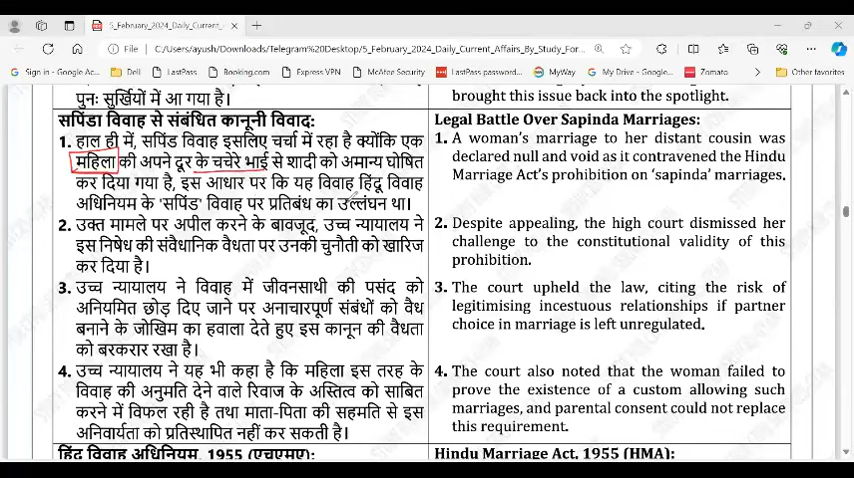 5_February_2024_Daily_Current_A
File
C:/Users/ayush/Downloads/Telegram%20Desktop/5_February_2024_Daily_Current_Affairs_By_Study_For...
Sign in - Google Ac...
Dell
LastPass
Booking.com
Express VPN
McAfee Security
LastPass password...
MyWay
My Drive - Google...
Zomato
Other favorites
पुनः सुर्खियों में आ गया है।
सपिंडा विवाह से संबंधित कानूनी विवाद:
1. हाल ही में, सपिंड विवाह इसलिए चर्चा में रहा है क्योंकि एक
महिला की अपने दूर के चचेरे भाई से शादी को अमान्य घोषित
कर दिया गया है, इस आधार पर कि यह विवाह हिंदू विवाह
अधिनियम के 'सपिंड' विवाह पर प्रतिबंध का उल्लंघन था।
2. उक्त मामले पर अपील करने के बावजूद, उच्च न्यायालय ने
इस निषेध की संवैधानिक वैधता पर उनकी चुनौती को खारिज
कर दिया है।
3. उच्च न्यायालय ने विवाह में जीवनसाथी की पसंद को
अनियमित छोड़ दिए जाने पर अनाचारपूर्ण संबंधों को वैध
बनाने के जोखिम का हवाला देते हुए इस कानून की वैधता
को बरकरार रखा है।
4. उच्च न्यायालय ने यह भी कहा है कि महिला इस तरह के
विवाह की अनुमति देने वाले रिवाज के अस्तित्व को साबित
करने में विफल रही है तथा माता-पिता की सहमति से इस
अनिवार्यता को प्रतिस्थापित नहीं कर सकती है।
हिंदू विवाह अधिनियम, 1955 (एचएमए):
brought this issue back into the spotlight.
Legal Battle Over Sapinda Marriages:
1. A woman's marriage to her distant cousin was
declared null and void as it contravened the Hindu
Marriage Act's prohibition on 'sapinda' marriages.
2. Despite appealing, the high court dismissed her
challenge to the constitutional validity of this
prohibition.
3. The court upheld the law, citing the risk of
legitimising incestuous relationships if partner
choice in marriage is left unregulated.
4. The court also noted that the woman failed to
prove the existence of a custom allowing such
marriages, and parental consent could not replace
this requirement.
Hindu Marriage Act, 1955 (HMA):